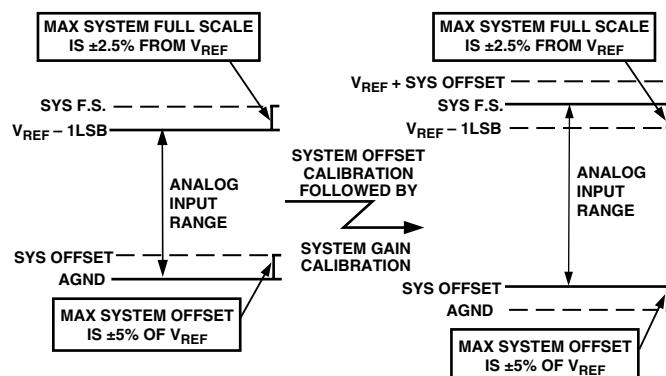 MAX SYSTEM FULL SCALE
IS ±2.5% FROM VREF
SYS F.S.
VREF – 1LSB
ANALOG
INPUT
RANGE
SYS OFFSET
AGND
MAX SYSTEM OFFSET
IS ±5% OF VREF
SYSTEM OFFSET
CALIBRATION
FOLLOWED BY
SYSTEM GAIN
CALIBRATION
MAX SYSTEM FULL SCALE
IS ±2.5% FROM VREF
VREF + SYS OFFSET
SYS F.S.
VREF – 1LSB
ANALOG
INPUT
RANGE
SYS OFFSET
AGND
MAX SYSTEM OFFSET
IS ±5% OF VREF